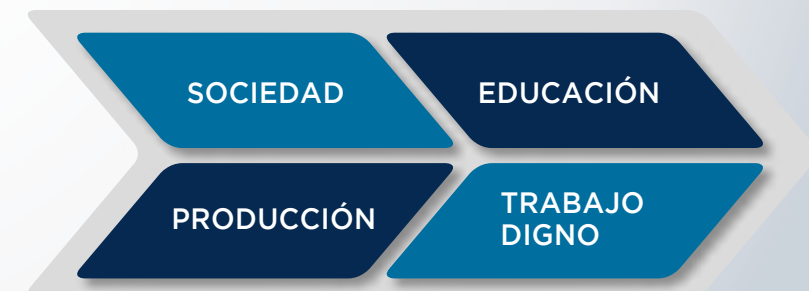 SOCIEDAD
EDUCACIÓN
PRODUCCIÓN
TRABAJO
DIGNO